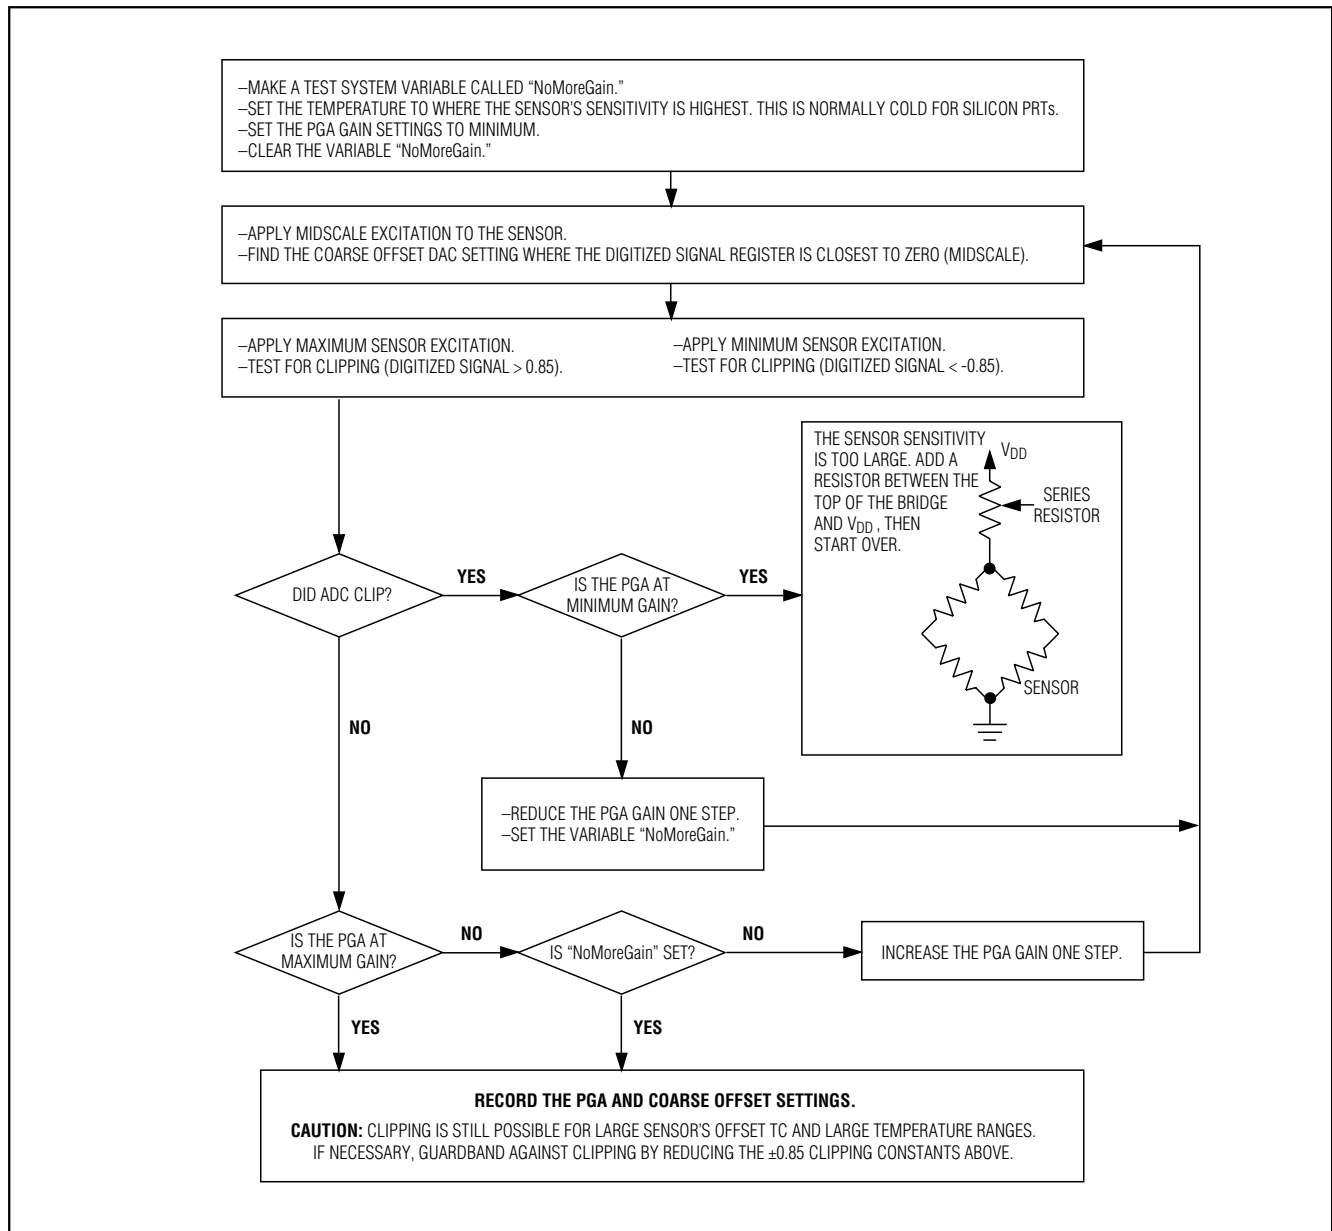 –MAKE A TEST SYSTEM VARIABLE CALLED “NoMoreGain.”
–SET THE TEMPERATURE TO WHERE THE SENSOR’S SENSITIVITY IS HIGHEST. THIS IS NORMALLY COLD FOR SILICON PRTs.
–SET THE PGA GAIN SETTINGS TO MINIMUM.
–CLEAR THE VARIABLE “NoMoreGain.”
–APPLY MIDSCALE EXCITATION TO THE SENSOR.
–FIND THE COARSE OFFSET DAC SETTING WHERE THE DIGITIZED SIGNAL REGISTER IS CLOSEST TO ZERO (MIDSCALE).
–APPLY MAXIMUM SENSOR EXCITATION.
–TEST FOR CLIPPING (DIGITIZED SIGNAL > 0.85).
–APPLY MINIMUM SENSOR EXCITATION.
–TEST FOR CLIPPING (DIGITIZED SIGNAL < -0.85).
DID ADC CLIP?
YES
IS THE PGA AT
MINIMUM GAIN?
YES
THE SENSOR SENSITIVITY
IS TOO LARGE. ADD A
RESISTOR BETWEEN THE
TOP OF THE BRIDGE
AND VDD , THEN
START OVER.
VDD
SERIES
RESISTOR
SENSOR
NO
NO
–REDUCE THE PGA GAIN ONE STEP.
–SET THE VARIABLE “NoMoreGain.”
IS THE PGA AT
MAXIMUM GAIN?
NO
IS “NoMoreGain” SET?
NO
INCREASE THE PGA GAIN ONE STEP.
YES
YES
RECORD THE PGA AND COARSE OFFSET SETTINGS.
CAUTION: CLIPPING IS STILL POSSIBLE FOR LARGE SENSOR’S OFFSET TC AND LARGE TEMPERATURE RANGES.
IF NECESSARY, GUARDBAND AGAINST CLIPPING BY REDUCING THE ±0.85 CLIPPING CONSTANTS ABOVE.